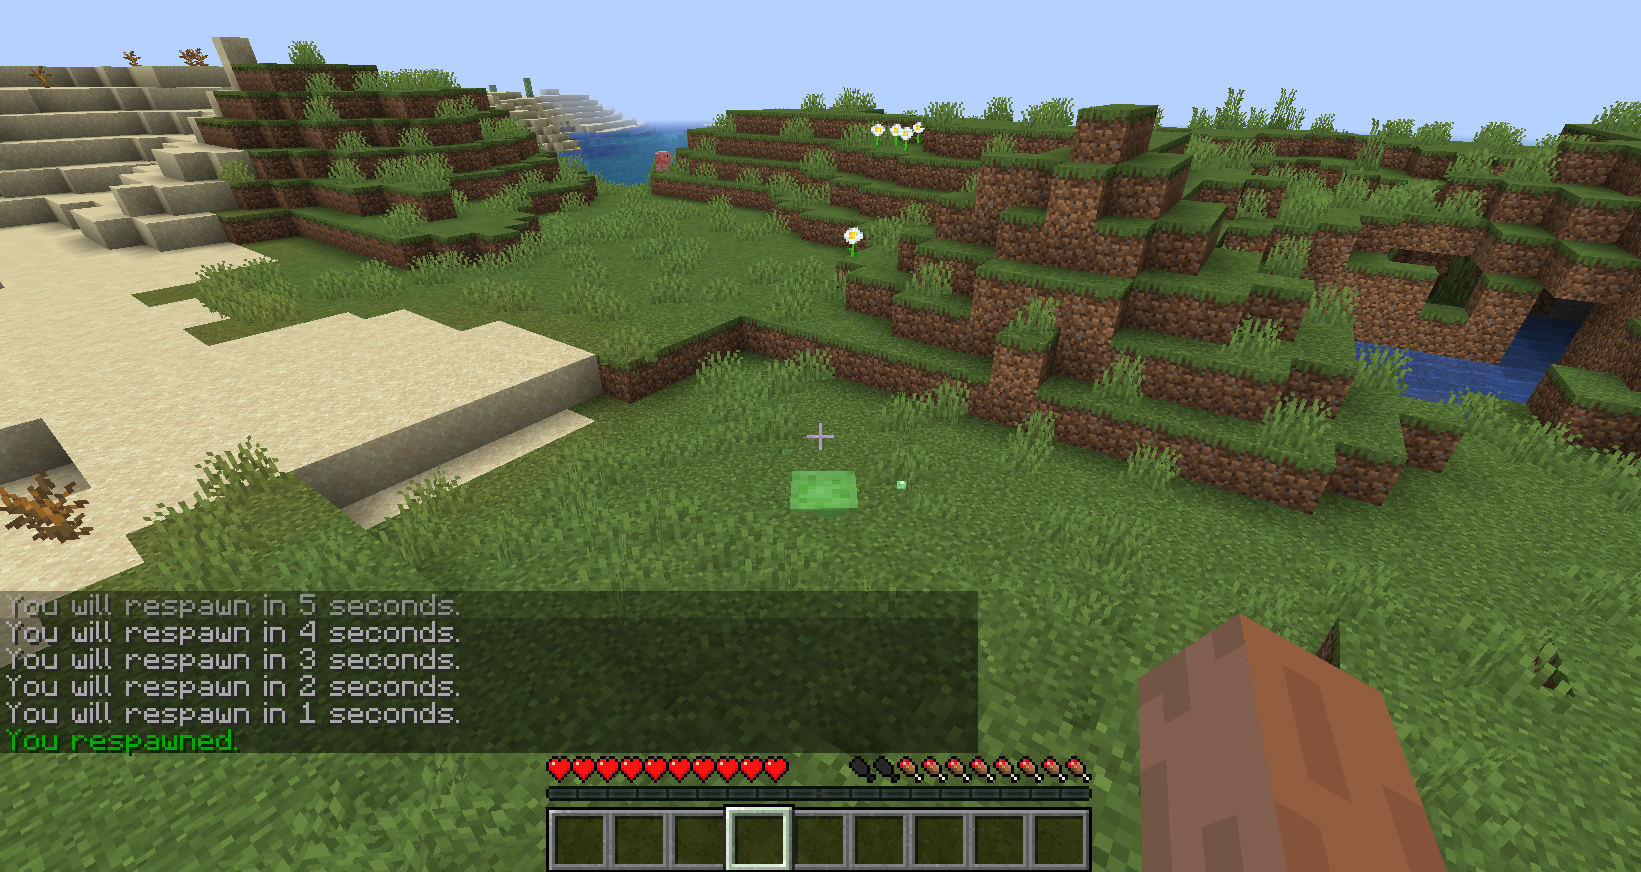 You will respawn in 5 seconds.
You will respawn in 4 seconds.
You will respawn in 3 seconds.
You will respawn in 2 seconds.
You will respawn in 1 seconds.
You respawned.